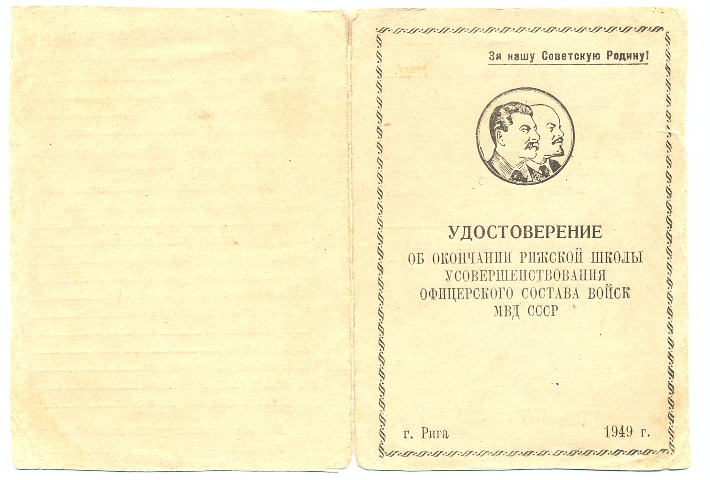 За нашу Советскую Родину!
УДОСТОВЕРЕНИЕ
ОБ ОКОНЧАНИИ РИЖСКОЙ ШКОЛЫ
УСОВЕРШЕНСТВОВАНИЯ
ОФИЦЕРСКОГО СОСТАВА ВОЙСК
МВД СССР
г. Рига 1949 г.